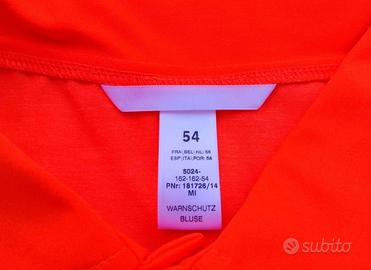 54
FRA\BEL\NL: 56
ESP\ITA\POR: 58
5024-
162-162-54
PNr: 181726/14
MI
WARNSCHUTZ
BLUSE
subito